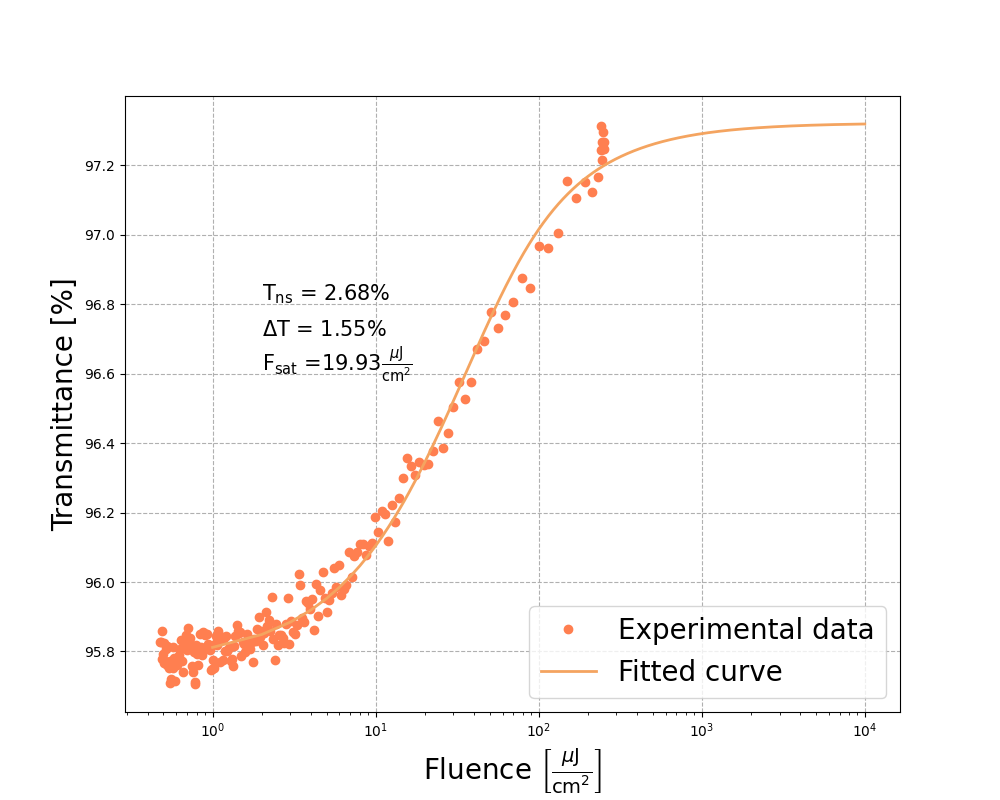 97.2
97.0
96.8
96.6
96.4
96.2
96.0
95.8
Transmittance [%]
T_ns = 2.68%
ΔT = 1.55%
F_sat =19.93 μJ/cm²
Experimental data
Fitted curve
10⁰ 10¹ 10² 10³ 10⁴
Fluence [μJ/cm²]